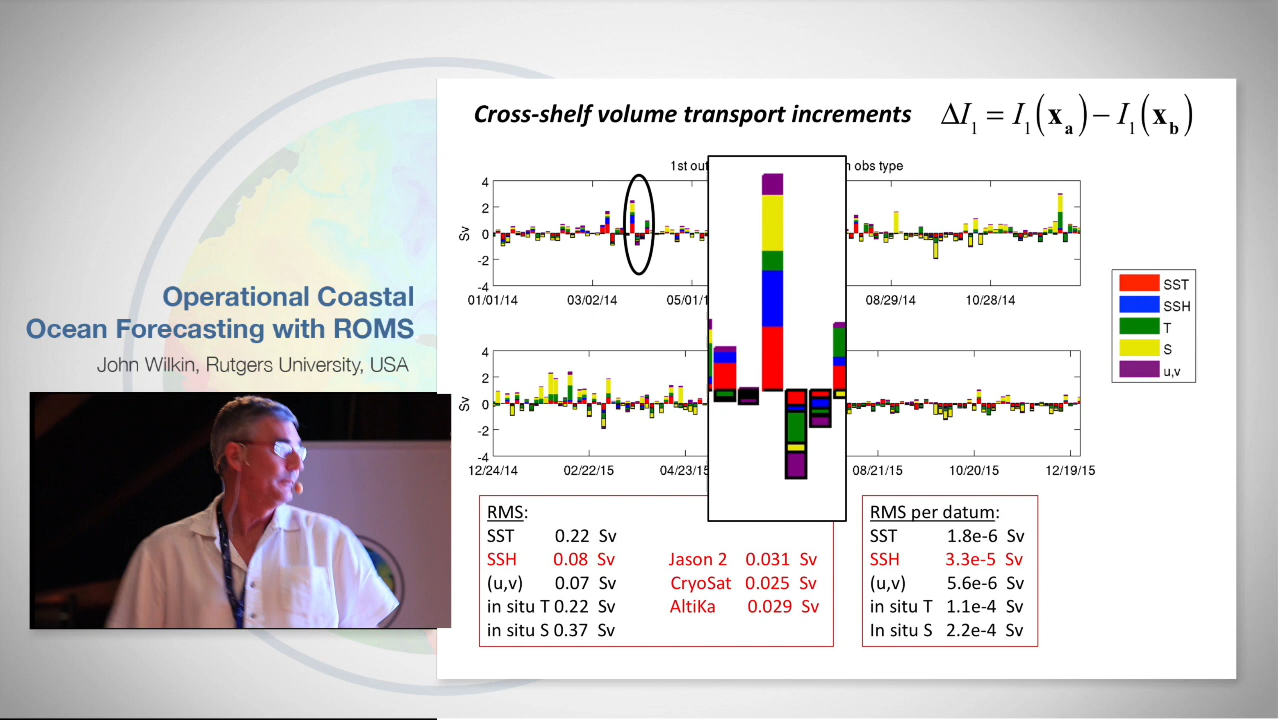 Cross-shelf volume transport increments
ΔI₁ = I₁(xₐ) − I₁(x_b)
1st out
n obs type
4
2
0
-2
-4
Sv
01/01/14 03/02/14 05/01/1 08/29/14 10/28/14
SST
SSH
T
S
u,v
Operational Coastal
Ocean Forecasting with ROMS
John Wilkin, Rutgers University, USA
4
2
0
-2
-4
Sv
12/24/14 02/22/15 04/23/15 08/21/15 10/20/15 12/19/15
RMS:
SST 0.22 Sv
SSH 0.08 Sv Jason 2 0.031 Sv
(u,v) 0.07 Sv CryoSat 0.025 Sv
in situ T 0.22 Sv AltiKa 0.029 Sv
in situ S 0.37 Sv
RMS per datum:
SST 1.8e-6 Sv
SSH 3.3e-5 Sv
(u,v) 5.6e-6 Sv
in situ T 1.1e-4 Sv
In situ S 2.2e-4 Sv